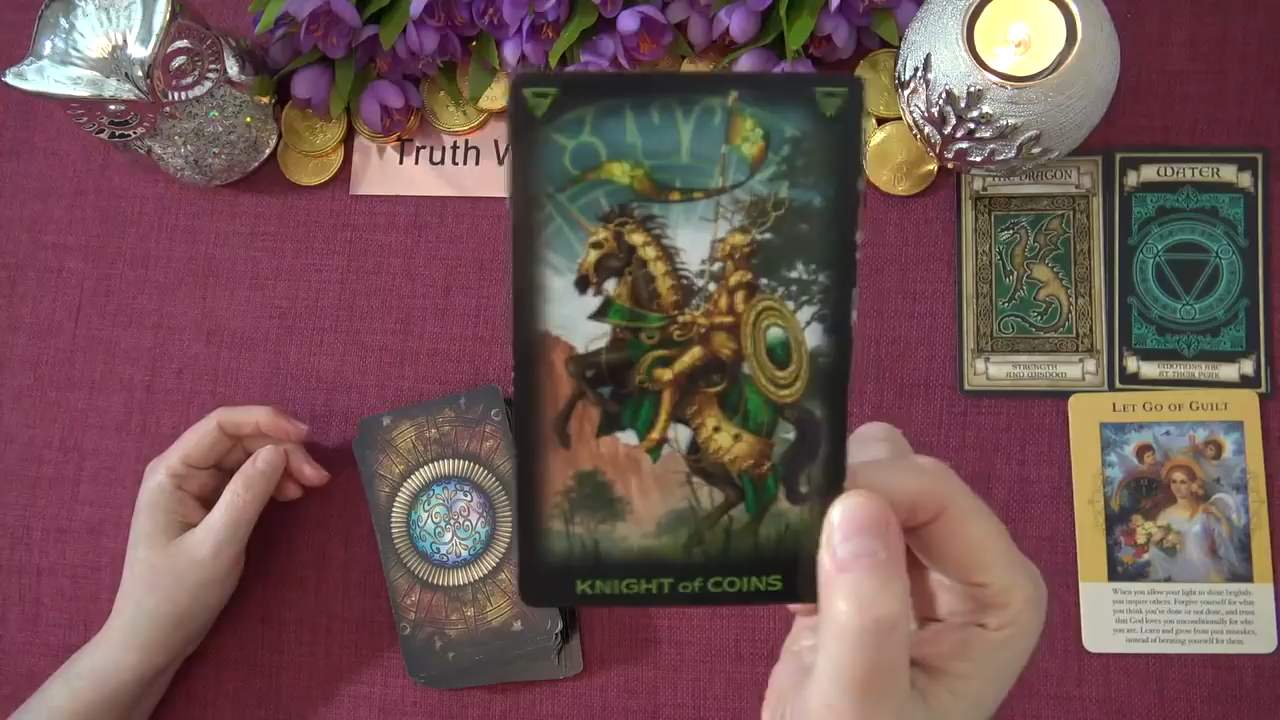 Truth
DRAGON
WATER
STRENGTH
AND WISDOM
EMOTIONS ARE
AT THEIR PEAK
LET GO OF GUILT
When you allow your light to shine brightly,
you inspire others. Forgive yourself for what
you think you've done or not done, and trust
that God loves you unconditionally for who
you are. Learn and grow from past mistakes,
instead of berating yourself for them.
KNIGHT of COINS